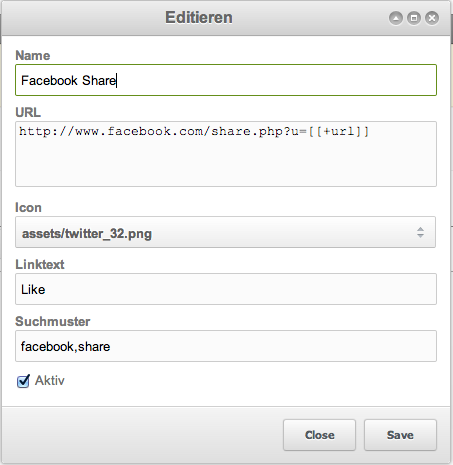 Editieren
Name
Facebook Share
URL
http://www.facebook.com/share.php?u=[[+url]]
Icon
assets/twitter_32.png
Linktext
Like
Suchmuster
facebook,share
Aktiv
Close Save